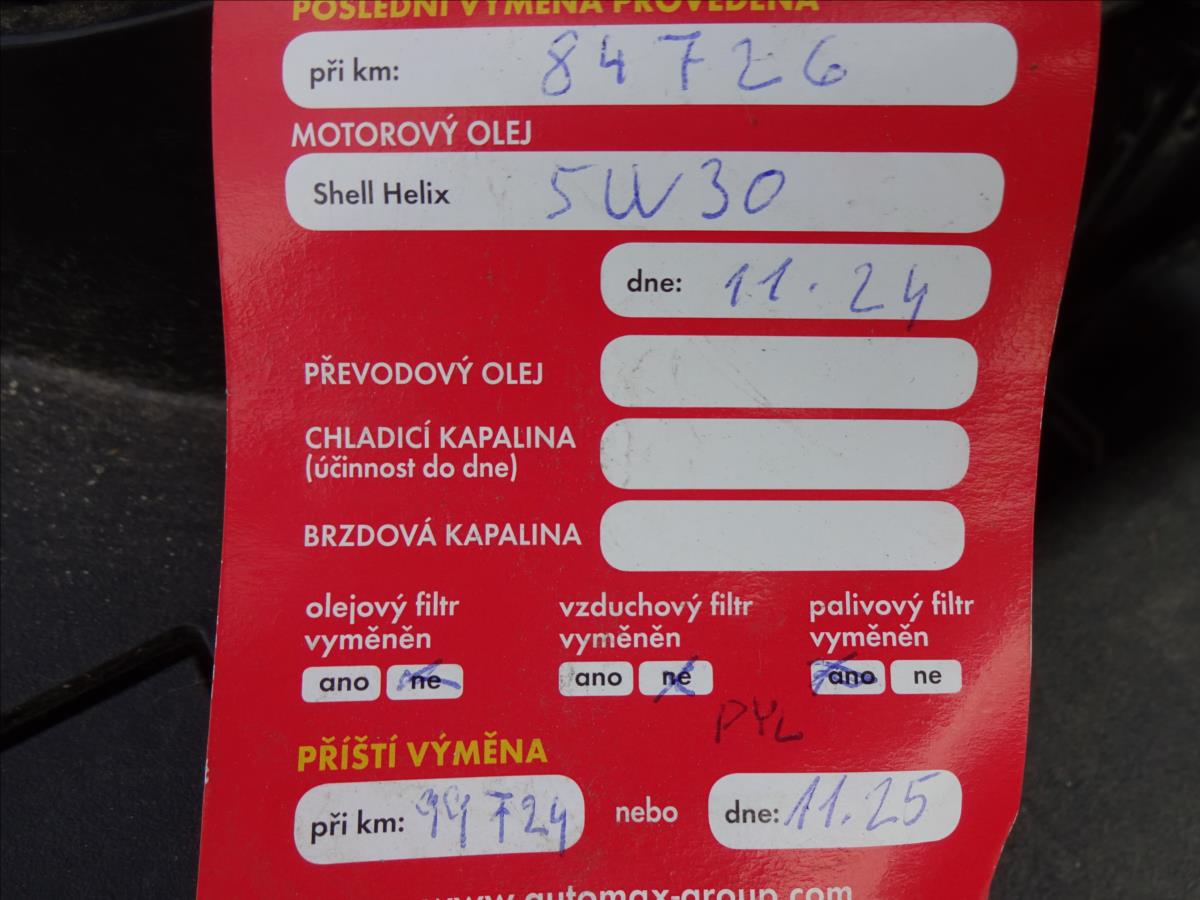 POSLEDNÍ VÝMĚNA PROVEDENA
při km: 84726
MOTOROVÝ OLEJ
Shell Helix 5W30
dne: 11.24
PŘEVODOVÝ OLEJ
CHLADICÍ KAPALINA
(účinnost do dne)
BRZDOVÁ KAPALINA
olejový filtr vzduchový filtr palivový filtr
vyměněn vyměněn vyměněn
ano ne ano ne ano ne
PYL
PŘÍŠTÍ VÝMĚNA
při km: 99724 nebo dne: 11.25
www.automax-group.com